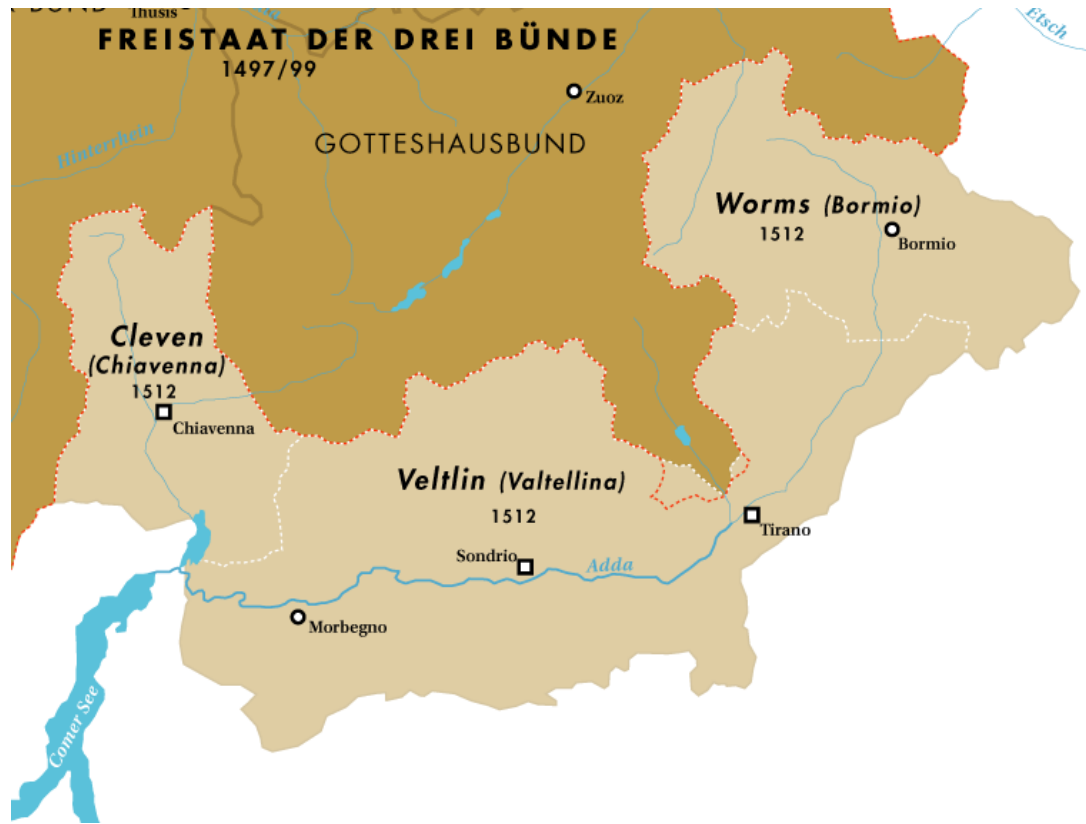 BUND
Thusis
FREISTAAT DER DREI BÜNDE
1497/99
Etsch
Zuoz
Hinterrhein
GOTTESHAUSBUND
Worms (Bormio)
1512
Bormio
Cleven
(Chiavenna)
1512
Chiavenna
Veltlin (Valtellina)
1512
Tirano
Sondrio
Adda
Morbegno
Comer See